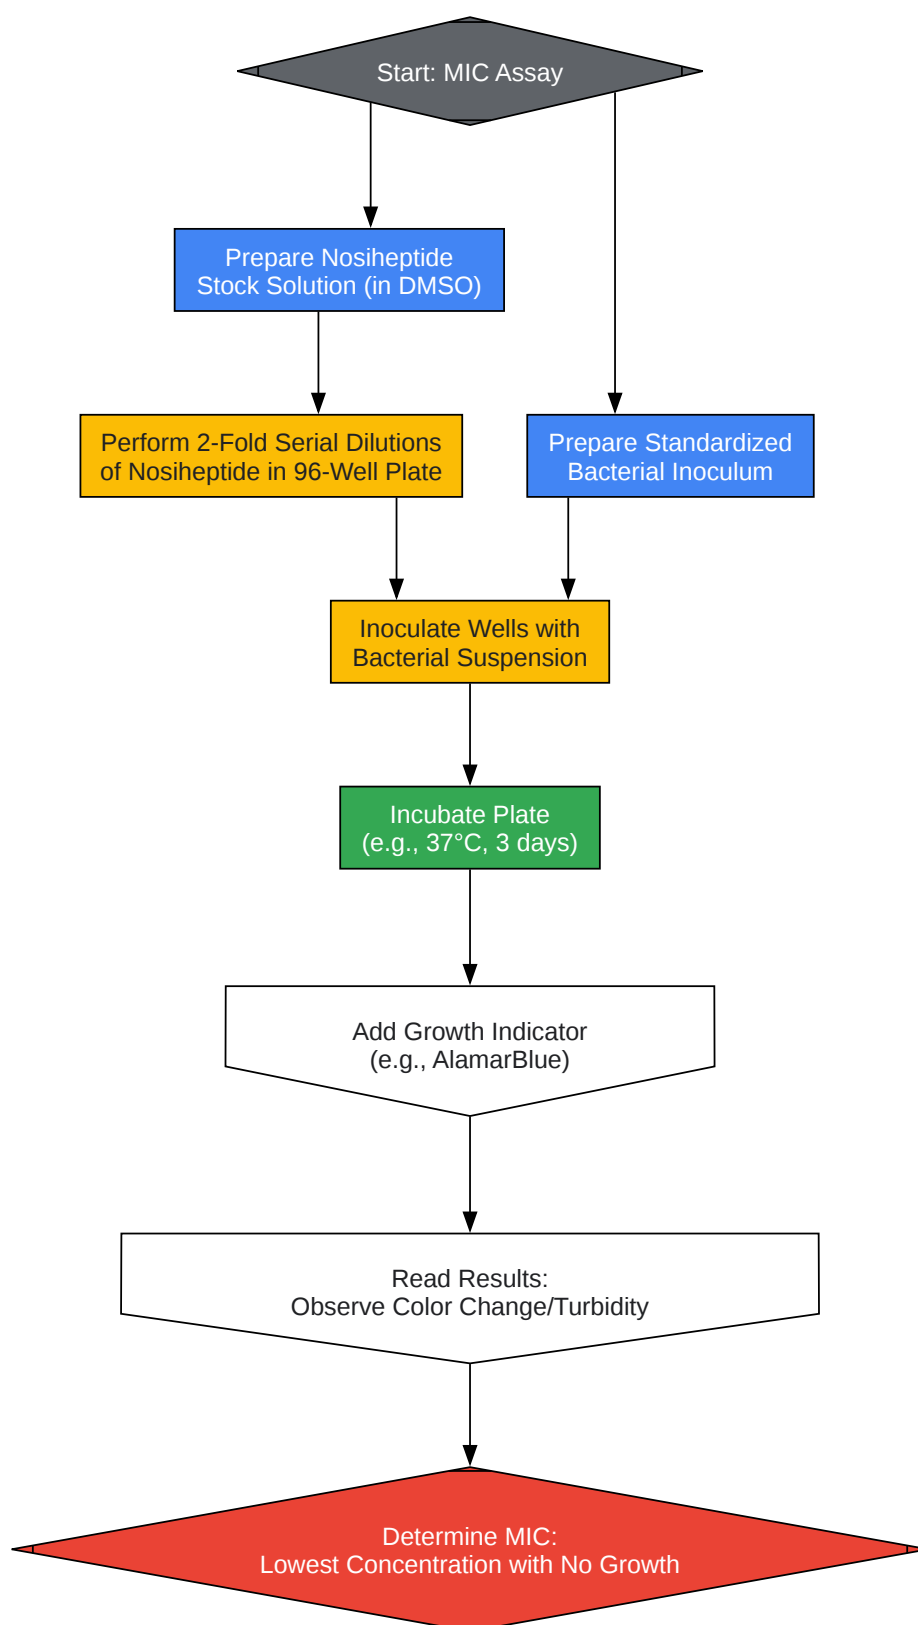 Start: MIC Assay
Prepare Nosiheptide
Stock Solution (in DMSO)
Perform 2-Fold Serial Dilutions
of Nosiheptide in 96-Well Plate
Prepare Standardized
Bacterial Inoculum
Inoculate Wells with
Bacterial Suspension
Incubate Plate
(e.g., 37°C, 3 days)
Add Growth Indicator
(e.g., AlamarBlue)
Read Results:
Observe Color Change/Turbidity
Determine MIC:
Lowest Concentration with No Growth